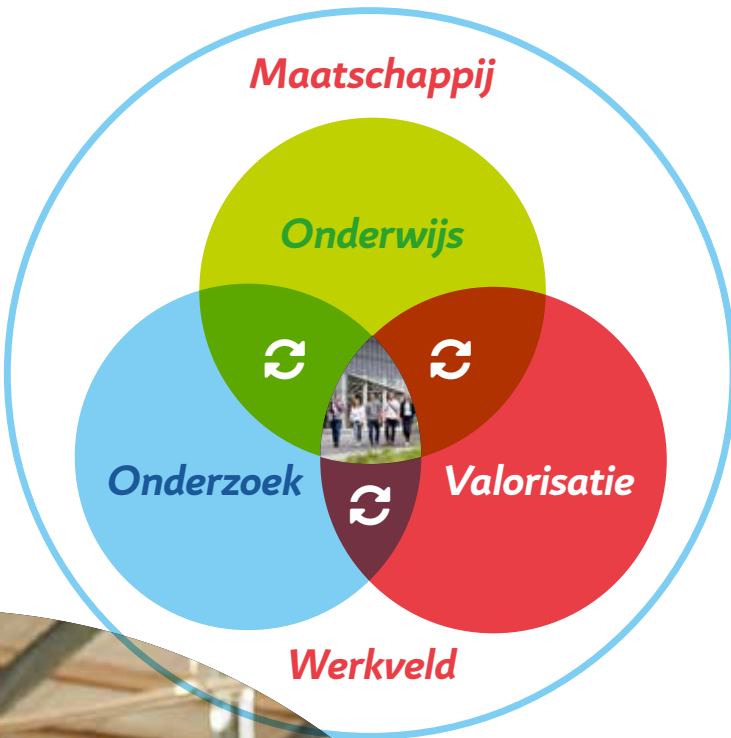 Maatschappij
Onderwijs
Onderzoek
Valorisatie
Werkveld